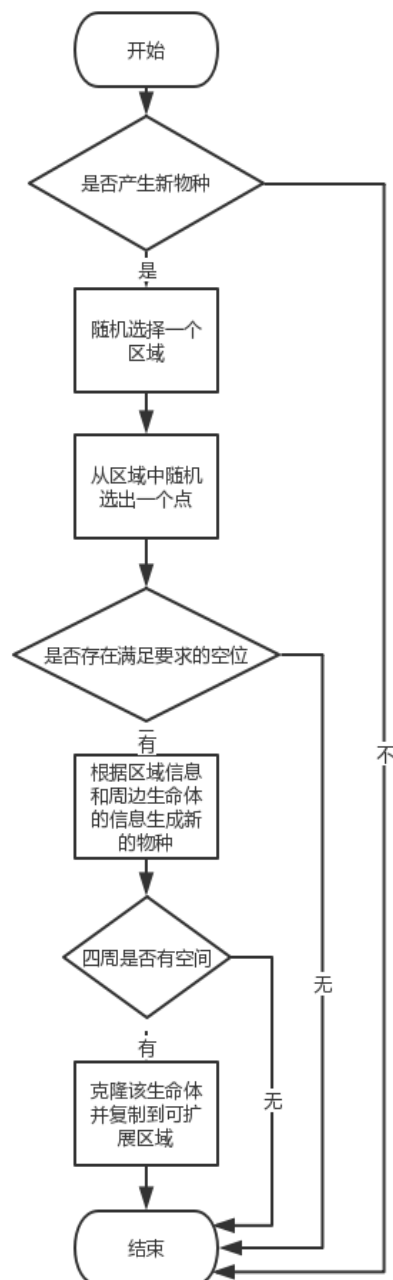 开始
是否产生新物种
是
随机选择一个
区域
从区域中随机
选出一个点
是否存在满足要求的空位
不
有
根据区域信息
和周边生命体
的信息生成新
的物种
四周是否有空间
无
有
克隆该生命体
并复制到可扩
展区域
无
结束